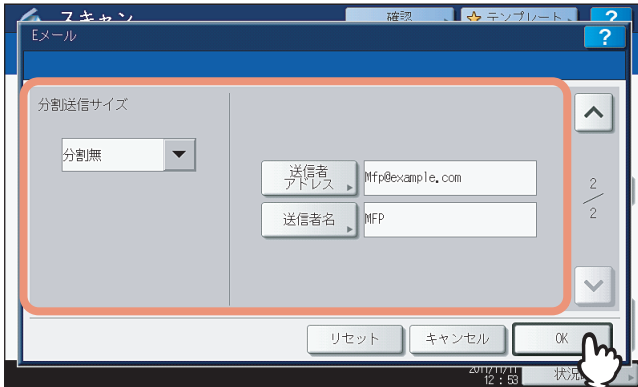 スキャン
確認
テンプレート
?
Eメール
?
分割送信サイズ
分割無
送信者
アドレス
Mfp@example.com
送信者名
MFP
2
2
リセット
キャンセル
OK
2011/11/11
12:53
状況